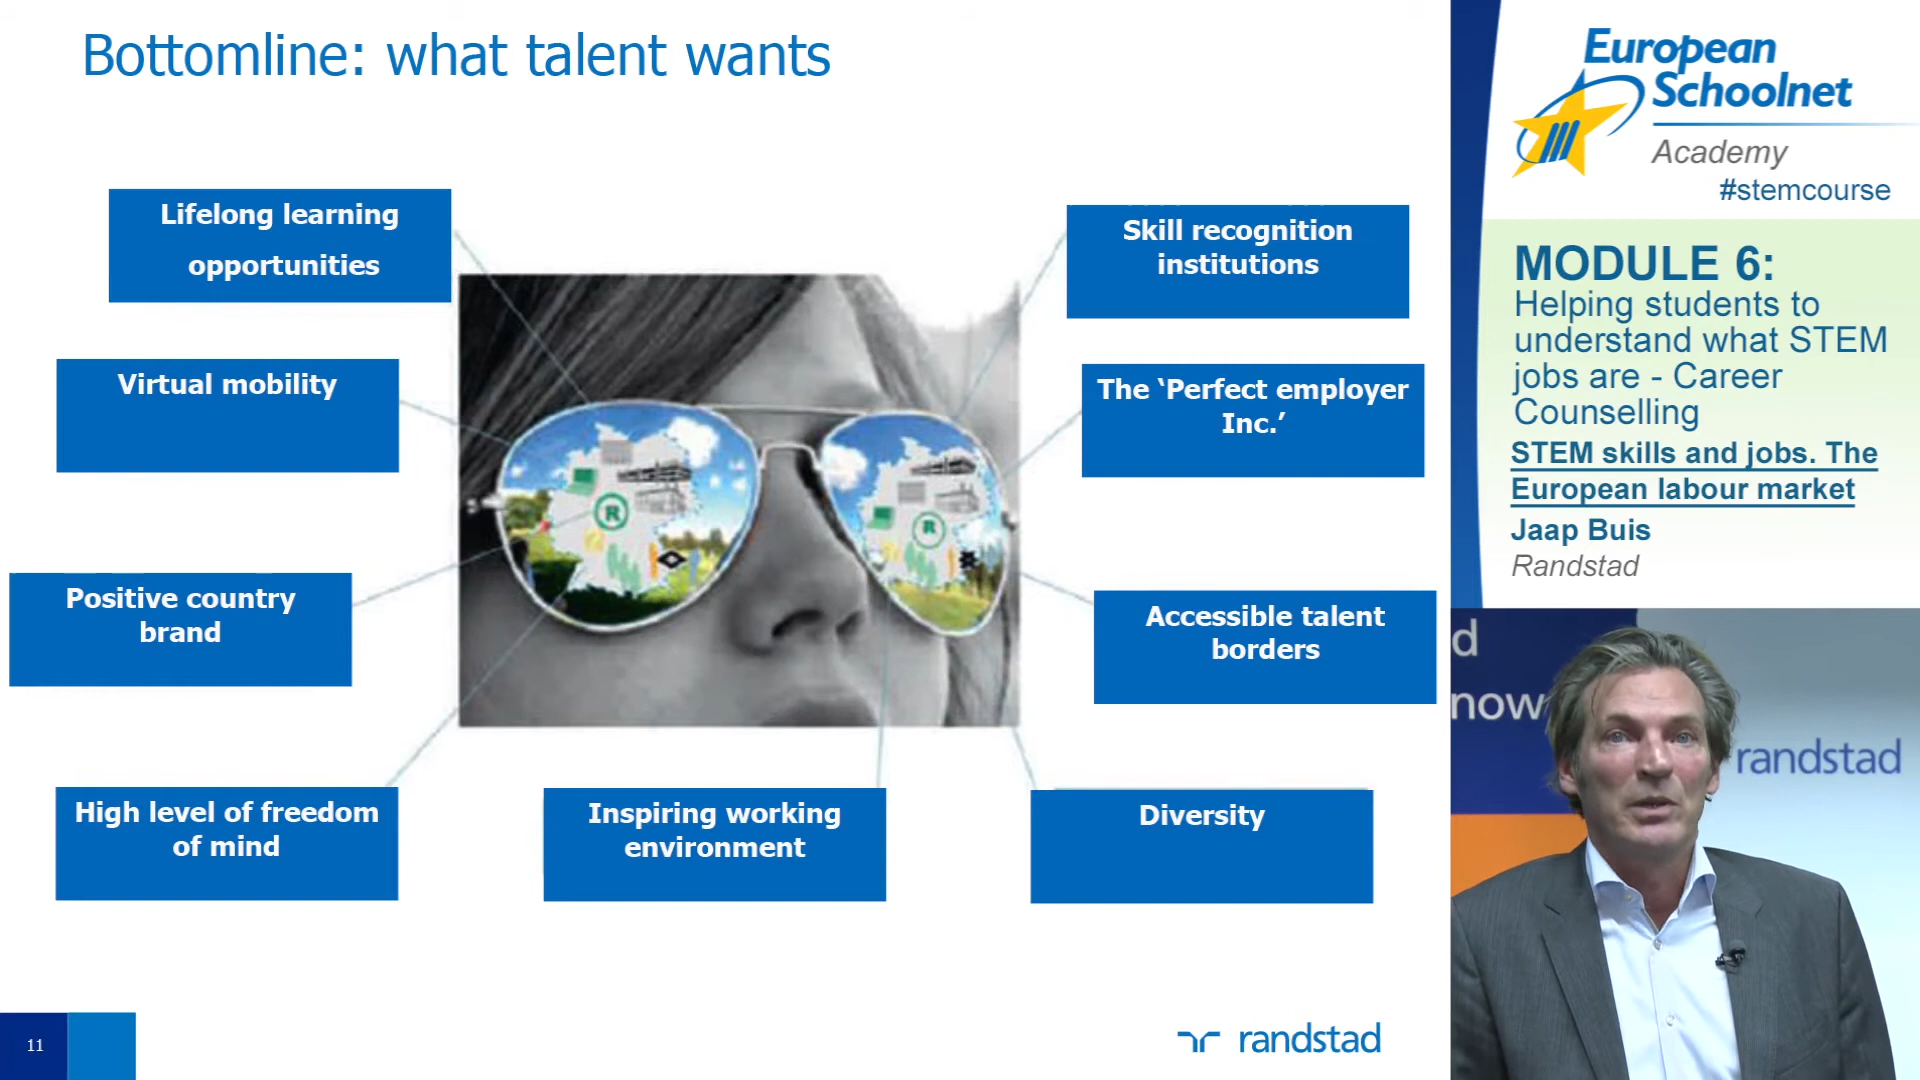 Bottomline: what talent wants
Lifelong learning
opportunities
Skill recognition
institutions
Virtual mobility
The ‘Perfect employer
Inc.’
Positive country
brand
Accessible talent
borders
High level of freedom
of mind
Inspiring working
environment
Diversity
R
R
11
randstad
European
Schoolnet
Academy
#stemcourse
MODULE 6:
Helping students to
understand what STEM
jobs are - Career
Counselling
STEM skills and jobs. The
European labour market
Jaap Buis
Randstad
d
now
randstad